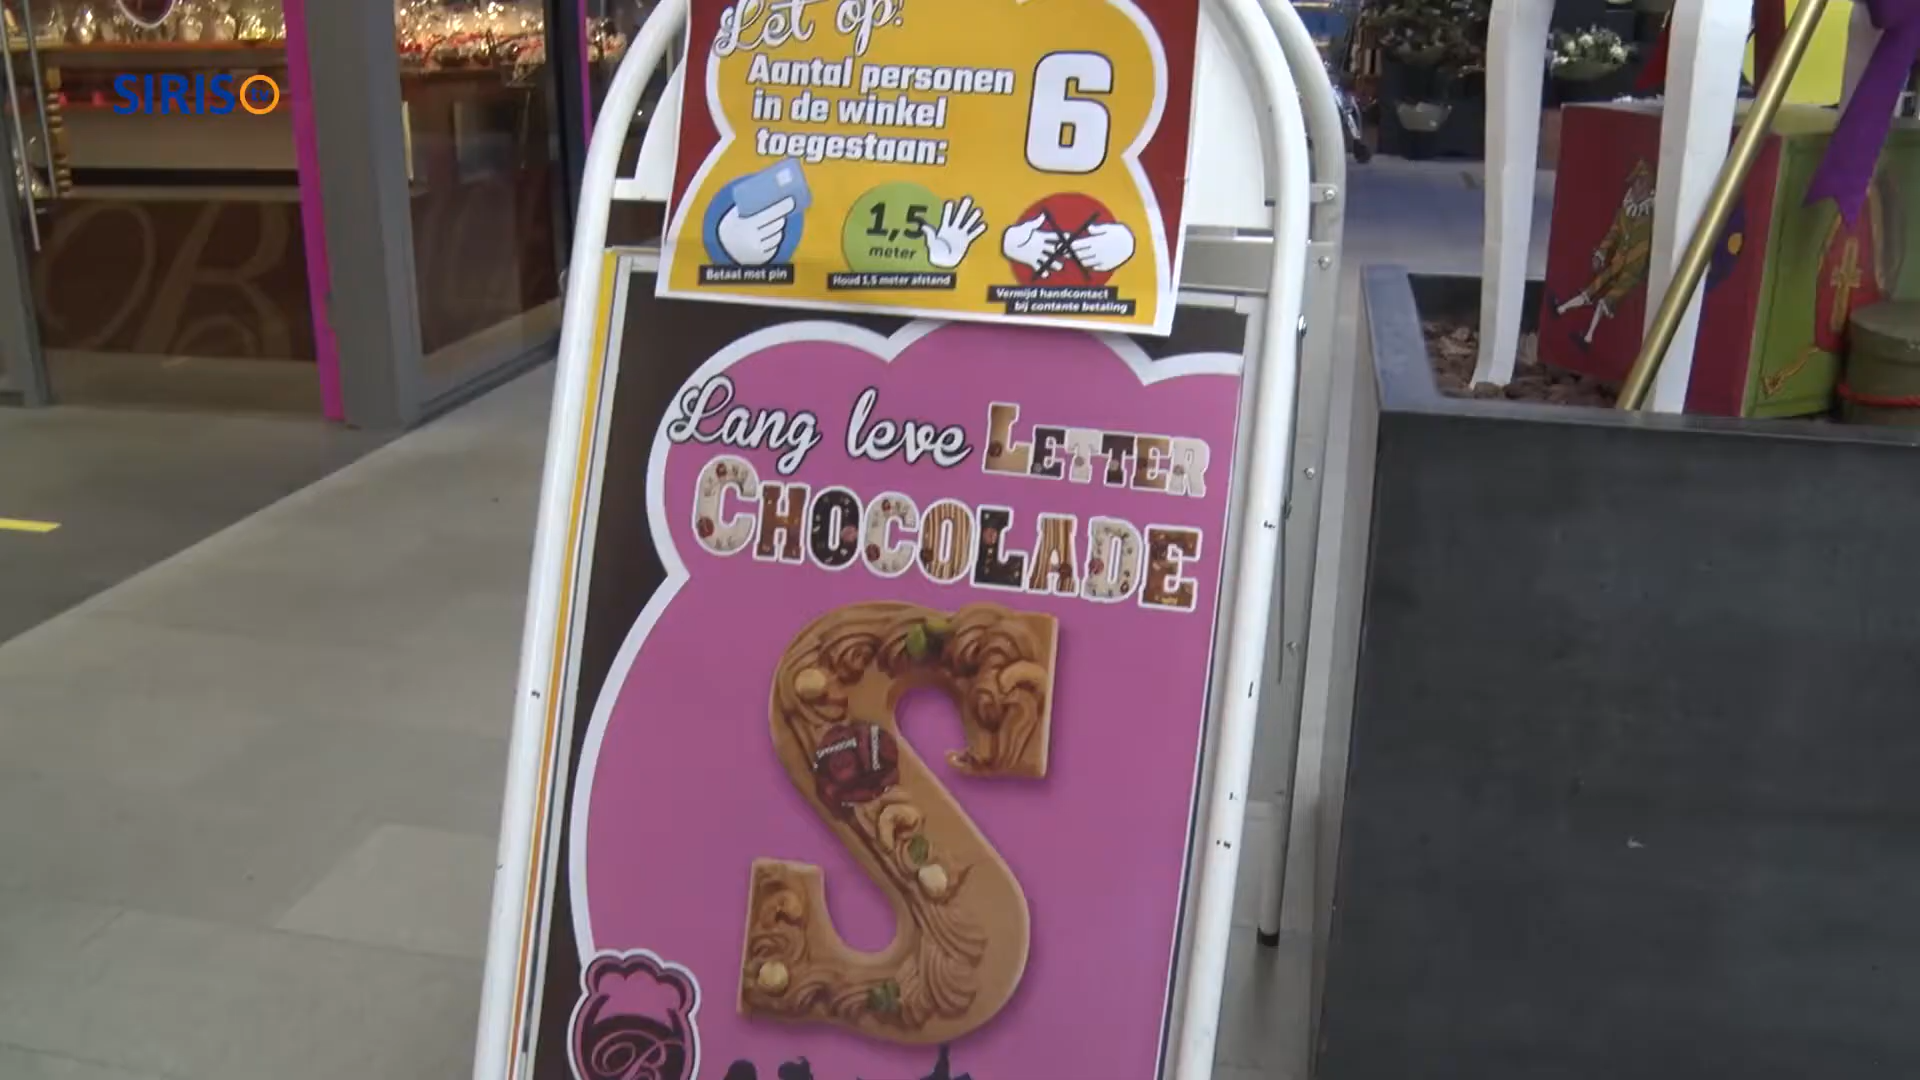 SIRIS tv
Let op!
Aantal personen
in de winkel
toegestaan:
6
1,5
meter
Betaal met pin
Houd 1,5 meter afstand
Vermijd handcontact
bij contante betaling
Lang leve LETTER
CHOCOLADE
S
B
B